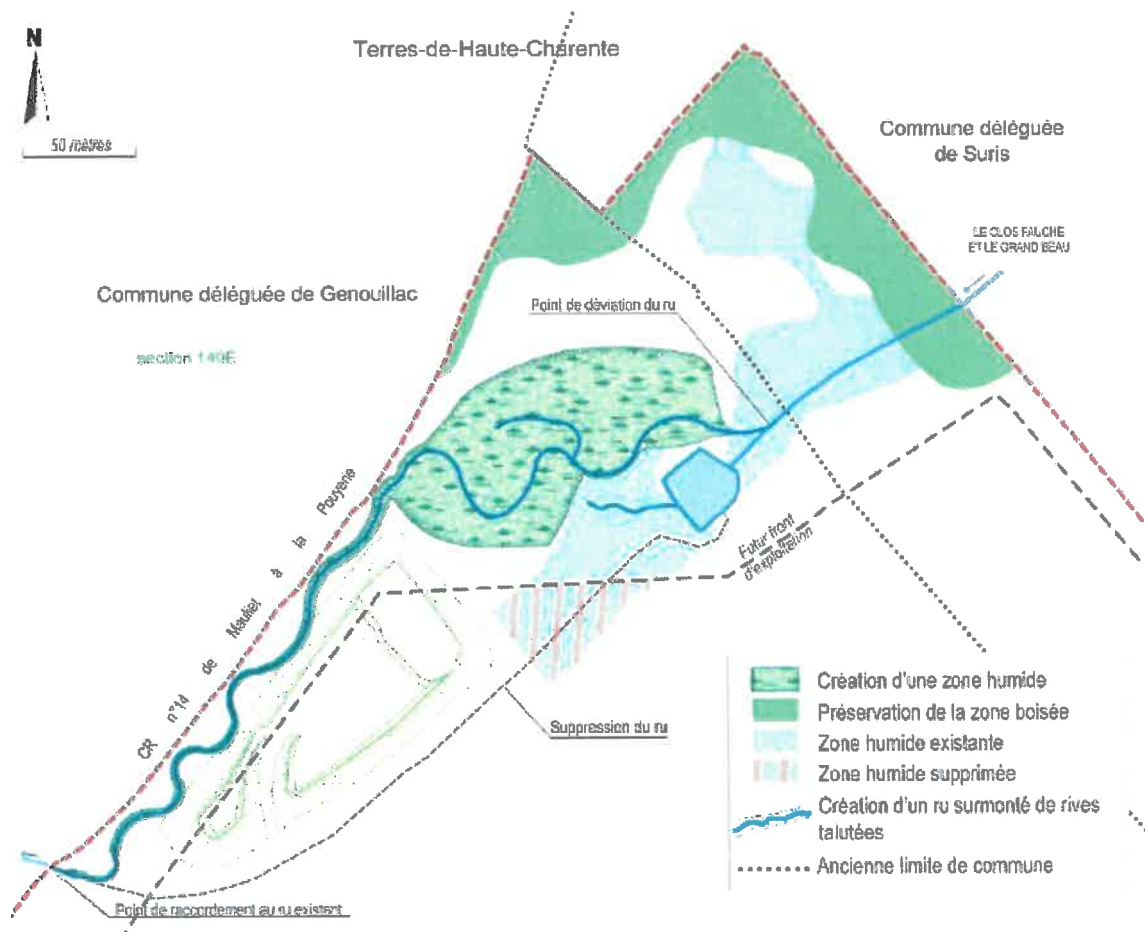 N
Terres-de-Haute-Charente
50 mètres
Commune déléguée
de Suris
LE CLOS FAUCHE
ET LE GRAND BEAU
Commune déléguée de Genouillac
Point de déviation du ru
section 149E
CR n°14 de Mautiet à la Pouyerie
Futur front
d'exploitation
Suppression du ru
Création d'une zone humide
Préservation de la zone boisée
Zone humide existante
Zone humide supprimée
Création d'un ru surmonté de rives
talutées
Ancienne limite de commune
Point de raccordement au ru existant